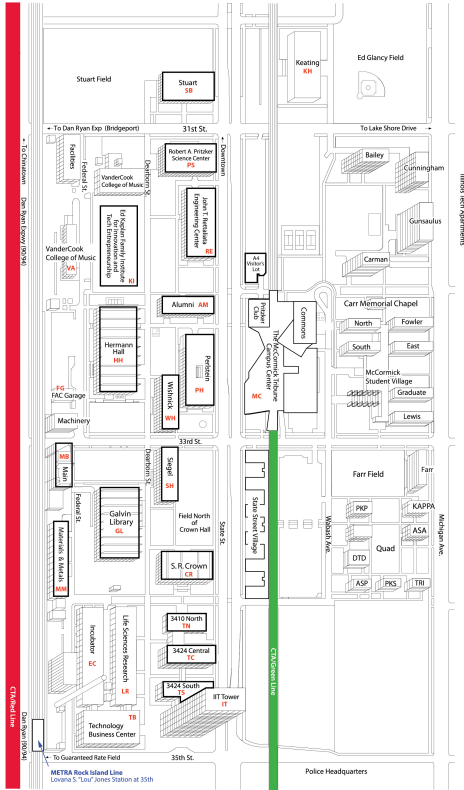 Stuart Field
Stuart
SB
Keating
KH
Ed Glancy Field
To Dan Ryan Exp (Bridgeport)
31st St.
To Lake Shore Drive
To Chinatown
Dan Ryan Expwy (90/94)
Facilities
Federal St.
VanderCook
College of Music
Dearborn St.
Robert A. Pritzker
Science Center
PS
Downtown
Bailey
Cunningham
Illinois Tech Apartments
Gunsaulus
Carman
John T. Rettaliata
Engineering Center
RE
Ed Kaplan Family Institute
for Innovation and
Tech Entrepreneurship
KI
VanderCook
College of Music
VA
A4
Visitor's
Lot
Alumni AM
Pritzker
Club
Commons
The McCormick Tribune
Campus Center
MC
Carr Memorial Chapel
North
Fowler
South
East
McCormick
Student Village
Graduate
Lewis
Hermann
Hall
HH
Perlstein
PH
Wishnick
WH
FG
FAC Garage
Machinery
33rd St.
MB
Main
Dearborn St.
Siegel
SH
Farr Field
Farr
Michigan Ave.
Federal St.
Galvin
Library
GL
Field North
of
Crown Hall
State St.
State Street Village
Wabash Ave.
PKP
KAPPA
ASA
Quad
DTD
ASP
PKS
TRI
Materials & Metals
MM
S. R. Crown
CR
Incubator
EC
Life Sciences Research
LR
3410 North
TN
3424 Central
TC
3424 South
TS
IIT Tower
IT
CTA/Green Line
TB
Technology
Business Center
CTA/Red Line
Dan Ryan (90/94)
To Guaranteed Rate Field
35th St.
Police Headquarters
METRA Rock Island Line
Lovana S. "Lou" Jones Station at 35th